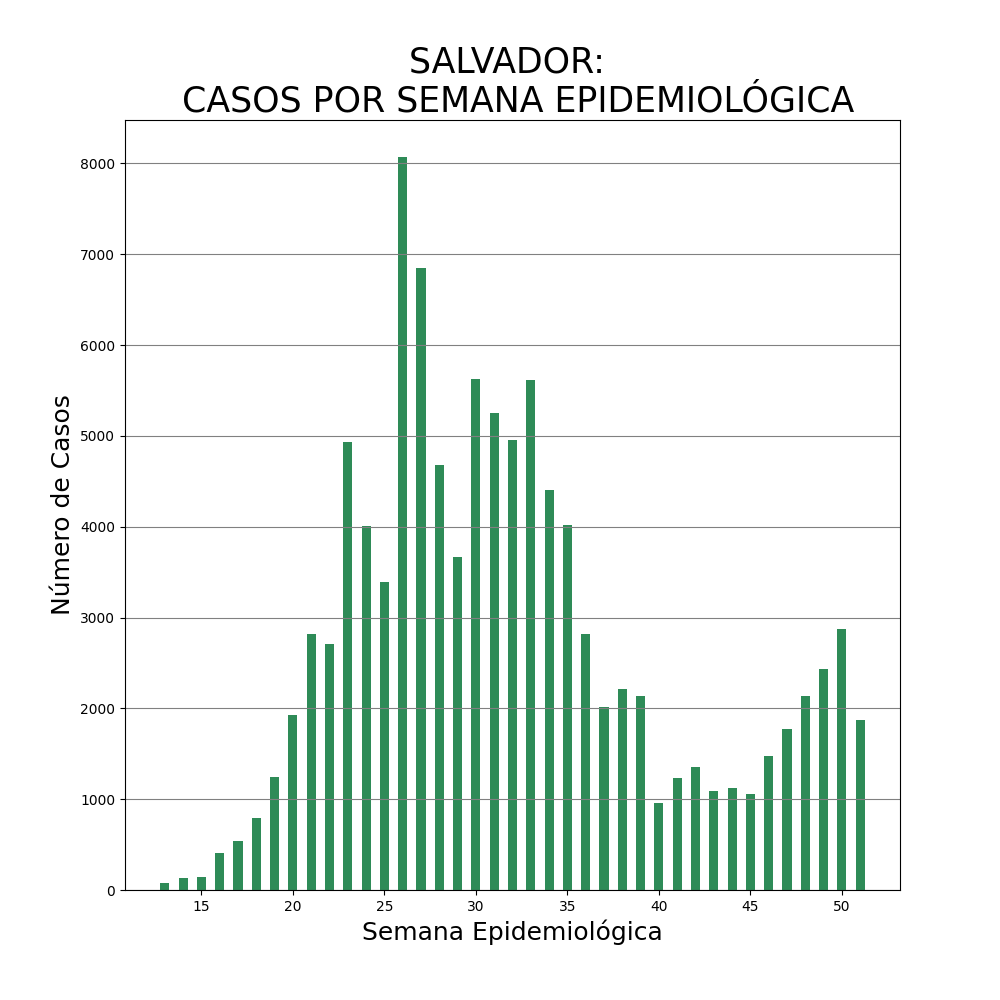 SALVADOR:
CASOS POR SEMANA EPIDEMIOLÓGICA
8000
7000
6000
5000
4000
3000
2000
1000
0
Número de Casos
15 20 25 30 35 40 45 50
Semana Epidemiológica